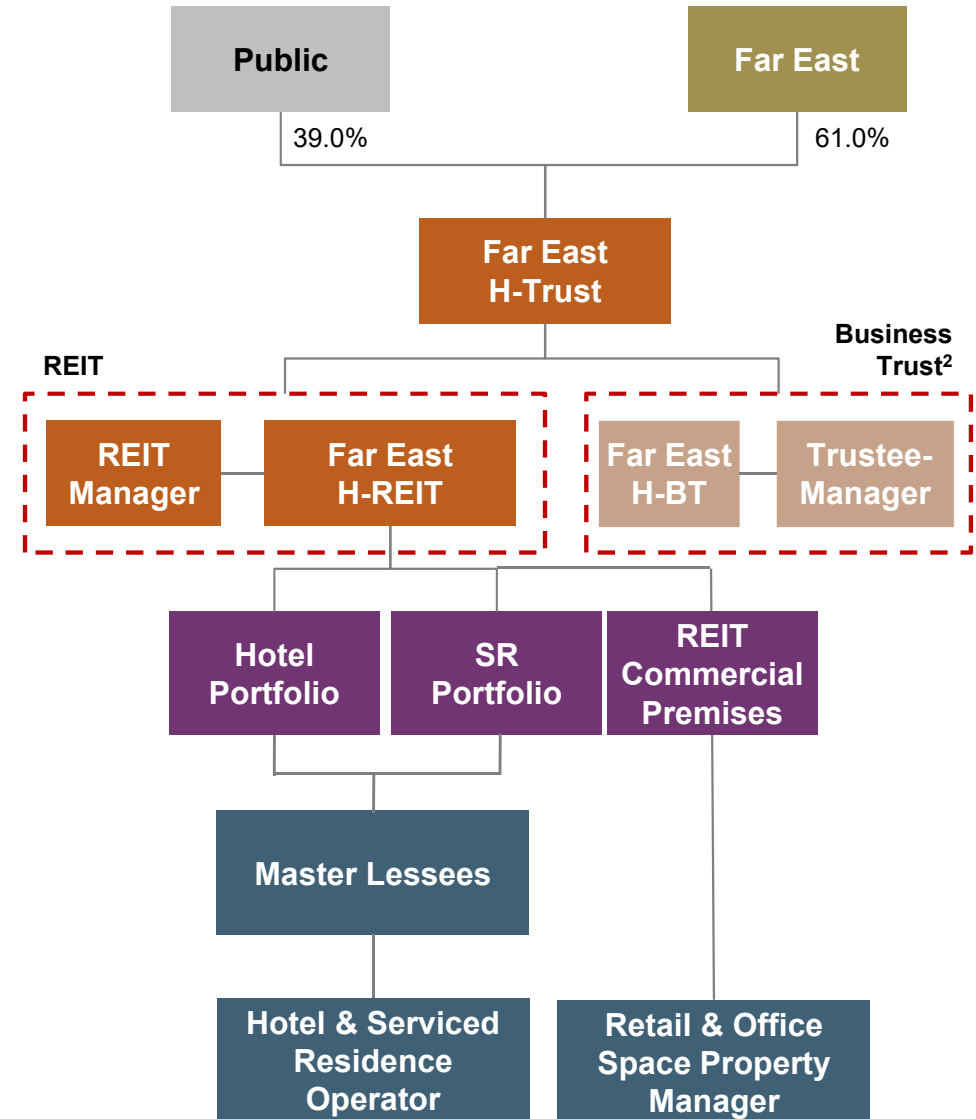 Public
Far East
39.0%
61.0%
Far East
H-Trust
REIT
Business
Trust²
REIT
Manager
Far East
H-REIT
Far East
H-BT
Trustee-
Manager
Hotel
Portfolio
SR
Portfolio
REIT
Commercial
Premises
Master Lessees
Hotel & Serviced
Residence
Operator
Retail & Office
Space Property
Manager